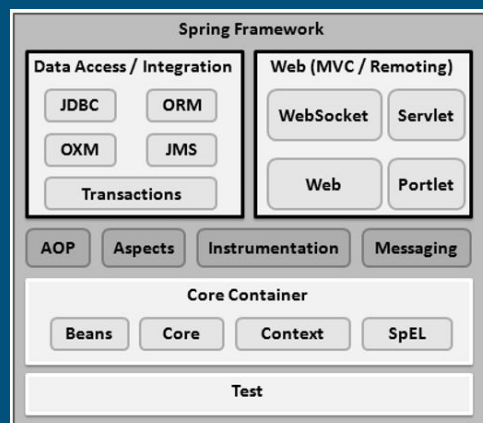 Spring Framework
Data Access / Integration
JDBC ORM
OXM JMS
Transactions
Web (MVC / Remoting)
WebSocket Servlet
Web Portlet
AOP Aspects Instrumentation Messaging
Core Container
Beans Core Context SpEL
Test